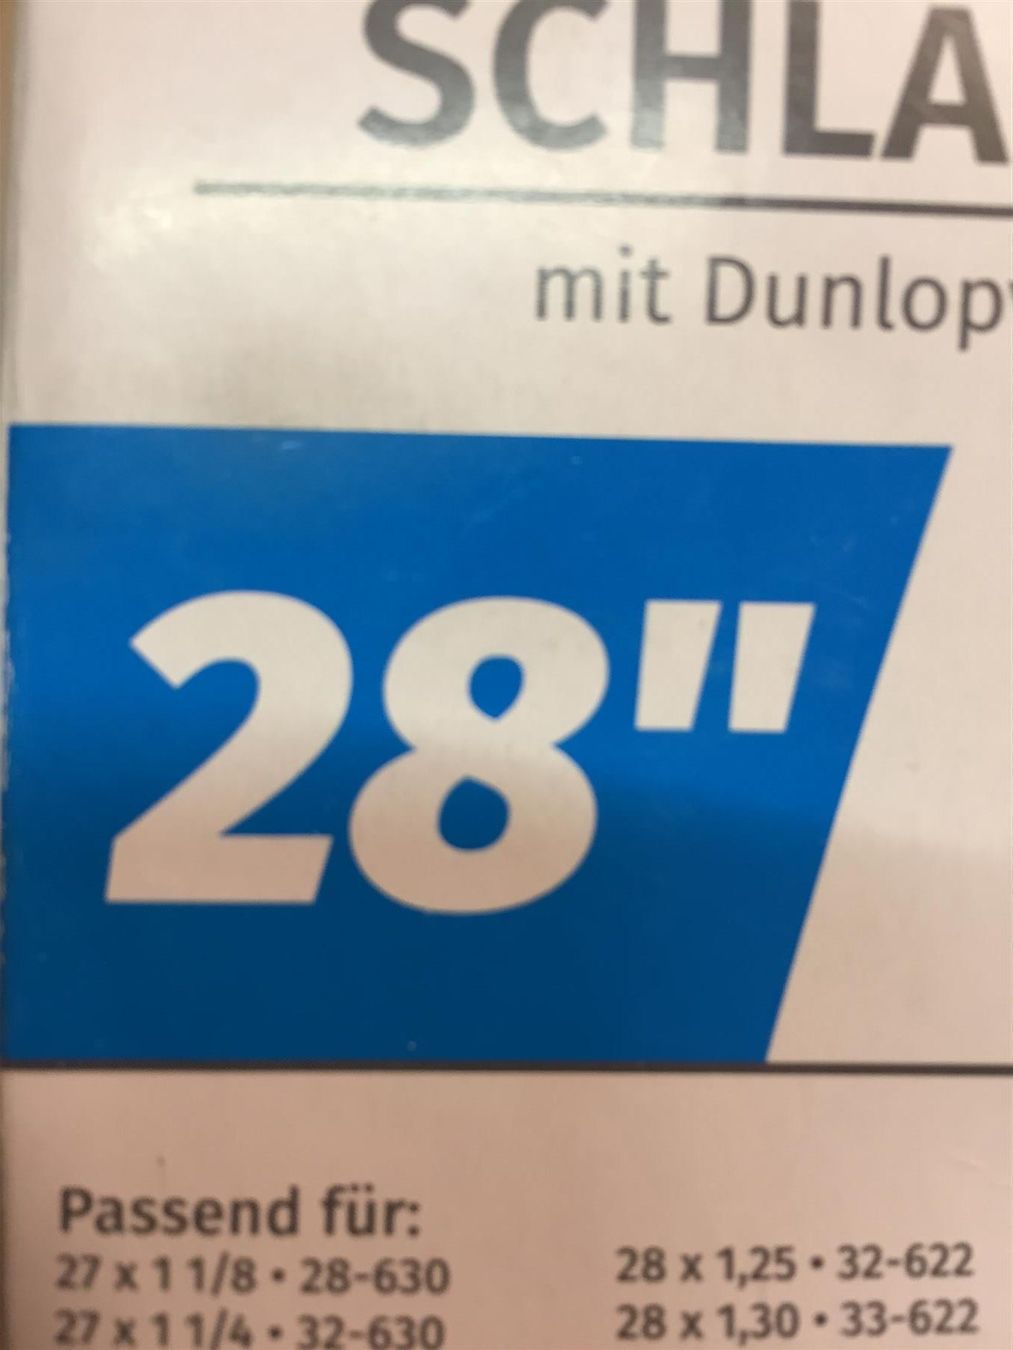 SCHLA
mit Dunlop
28"
Passend für:
27 x 1 1/8 • 28-630
27 x 1 1/4 • 32-630
28 x 1,25 • 32-622
28 x 1,30 • 33-622